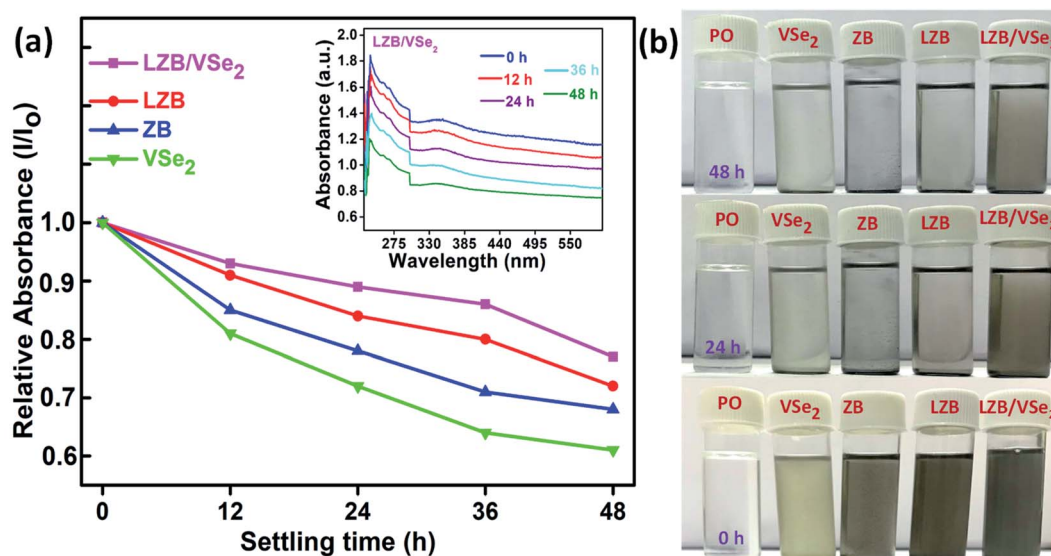 (a)
LZB/VSe₂
LZB
ZB
VSe₂
Relative Absorbance (I/I₀)
1.0
0.9
0.8
0.7
0.6
0
12
24
36
48
Settling time (h)
LZB/VSe₂
0 h
12 h
24 h
36 h
48 h
Absorbance (a.u.)
2.0
1.8
1.6
1.4
1.2
1.0
0.8
0.6
275
330
385
440
495
550
Wavelength (nm)
(b)
PO
VSe₂
ZB
LZB
LZB/VSe₂
48 h
PO
VSe₂
ZB
LZB
LZB/VSe₂
24 h
PO
VSe₂
ZB
LZB
LZB/VSe₂
0 h